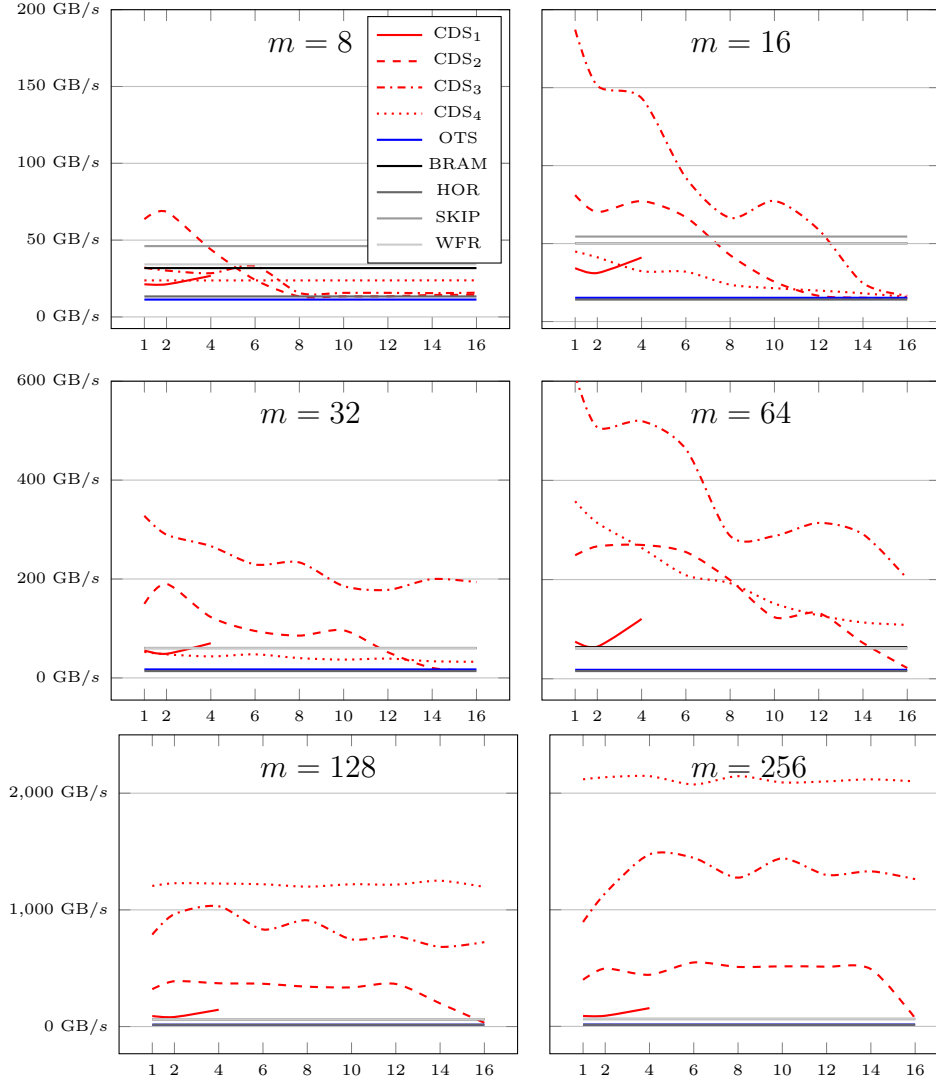 200 GB/s
150 GB/s
100 GB/s
50 GB/s
0 GB/s
m = 8
CDS1
CDS2
CDS3
CDS4
OTS
BRAM
HOR
SKIP
WFR
1 2 4 6 8 10 12 14 16
m = 16
1 2 4 6 8 10 12 14 16
600 GB/s
400 GB/s
200 GB/s
0 GB/s
m = 32
1 2 4 6 8 10 12 14 16
m = 64
1 2 4 6 8 10 12 14 16
2,000 GB/s
1,000 GB/s
0 GB/s
m = 128
1 2 4 6 8 10 12 14 16
m = 256
1 2 4 6 8 10 12 14 16